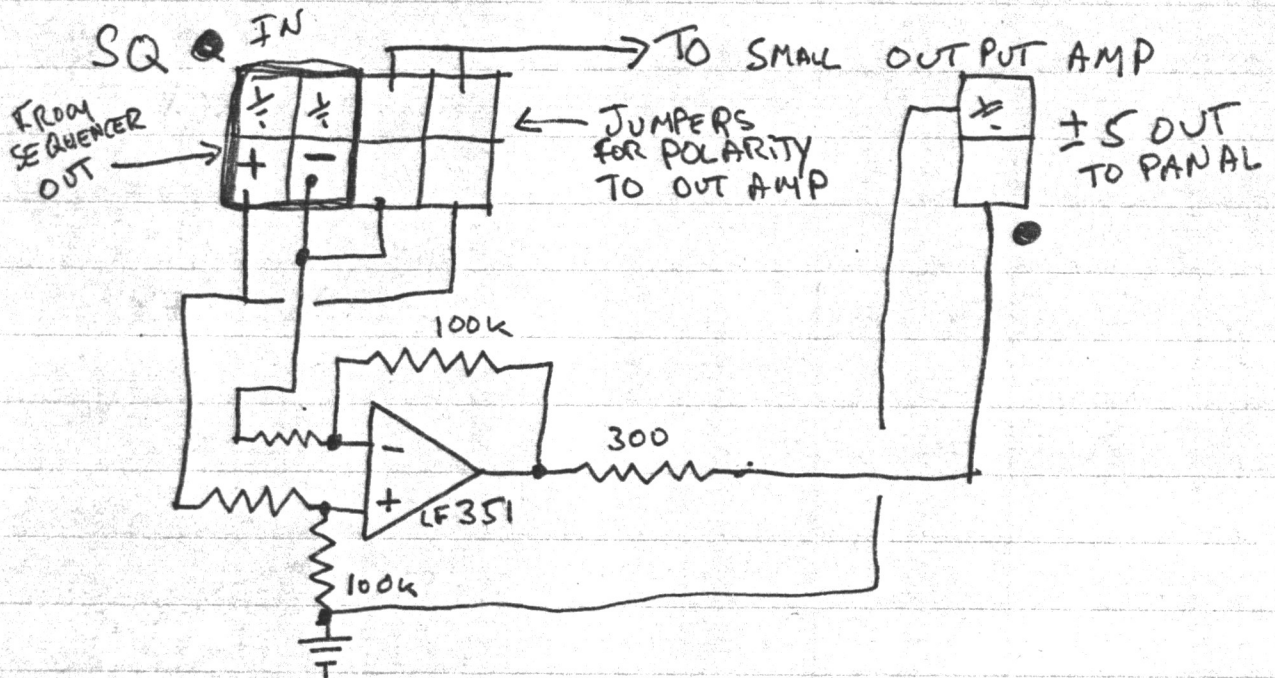 SQ IN
TO SMALL OUTPUT AMP
FROM
SEQUENCER
OUT
+ -
JUMPERS
FOR POLARITY
TO OUT AMP
± 5 OUT
TO PANAL
100K
300
-
+
LF351
100K